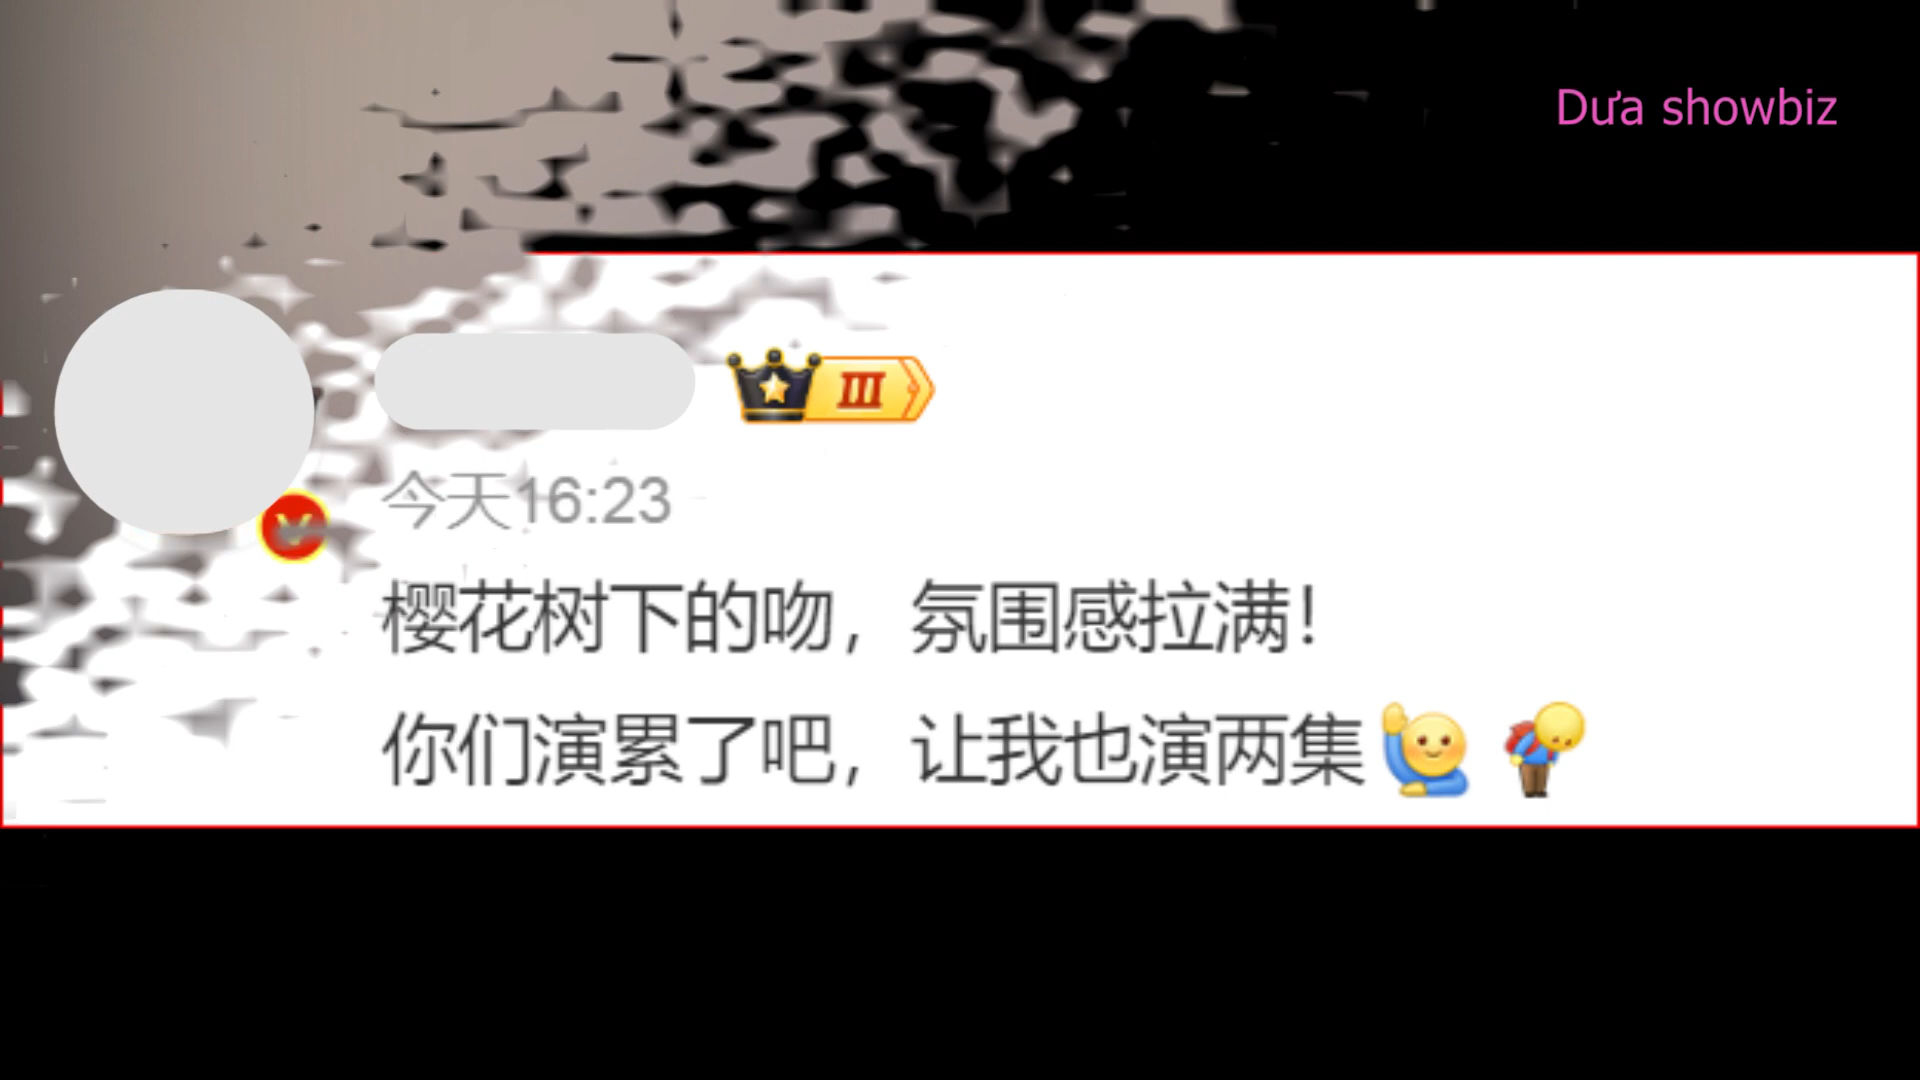 Dưa showbiz
III
今天16:23
樱花树下的吻，氛围感拉满！
你们演累了吧，让我也演两集